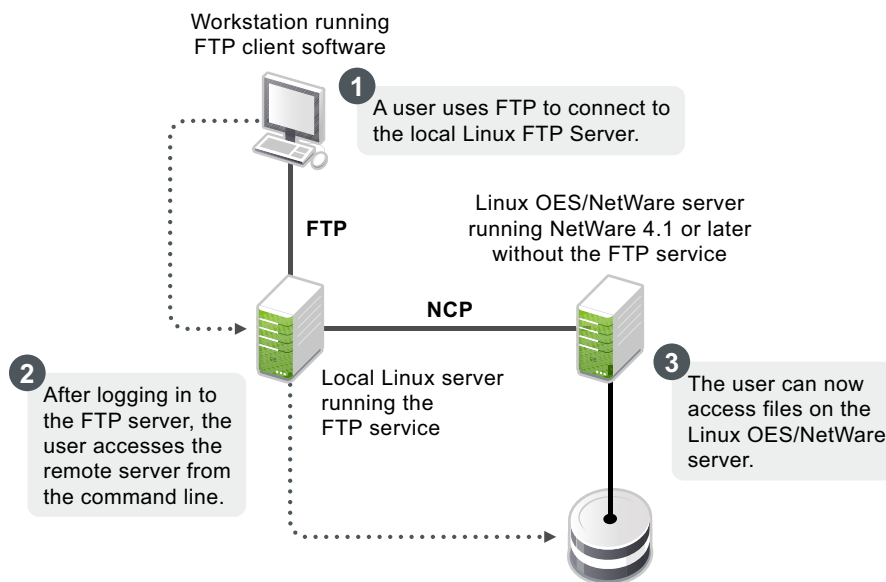 Workstation running
FTP client software
1
A user uses FTP to connect to
the local Linux FTP Server.
FTP
Linux OES/NetWare server
running NetWare 4.1 or later
without the FTP service
NCP
2
After logging in to
the FTP server, the
user accesses the
remote server from
the command line.
Local Linux server
running the
FTP service
3
The user can now
access files on the
Linux OES/NetWare
server.